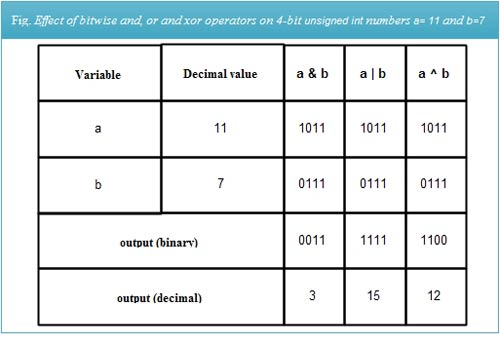 Fig. Effect of bitwise and, or and xor operators on 4-bit unsigned int numbers a= 11 and b=7
Variable Decimal value a & b a | b a ^ b
a 11 1011 1011 1011
b 7 0111 0111 0111
output (binary) 0011 1111 1100
output (decimal) 3 15 12